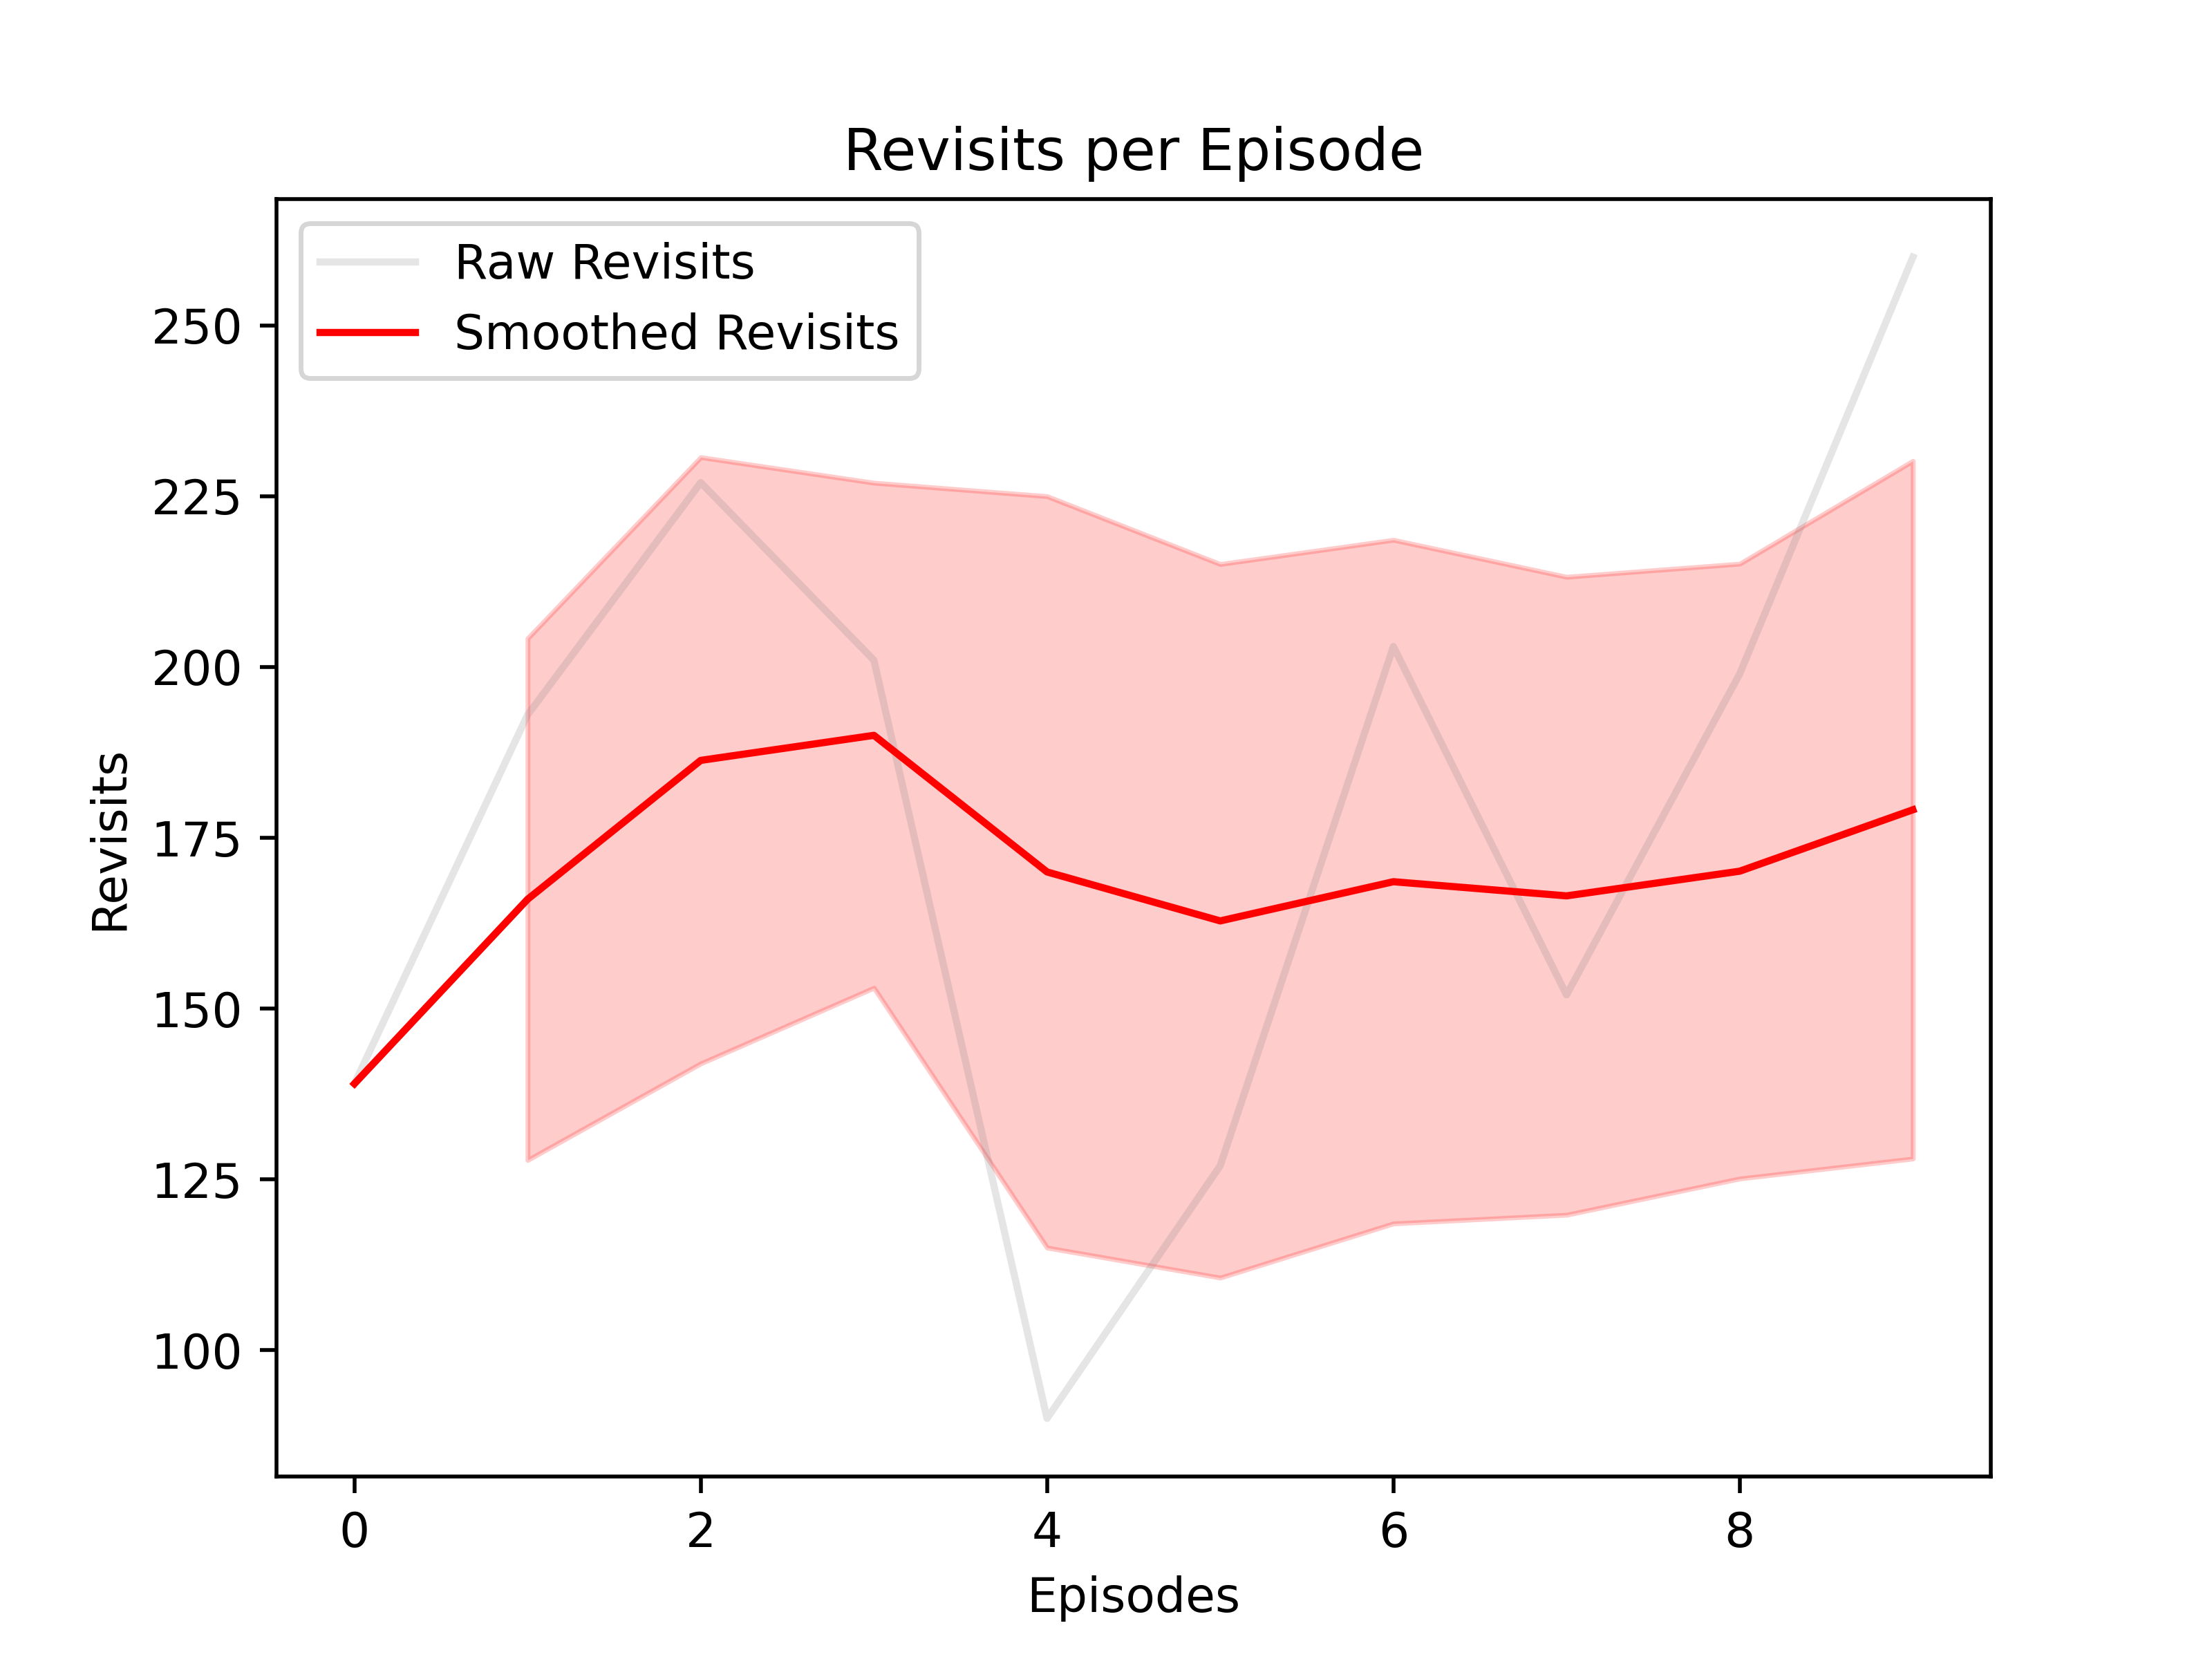 Revisits per Episode
Raw Revisits
Smoothed Revisits
250
225
200
175
150
125
100
Revisits
0 2 4 6 8
Episodes